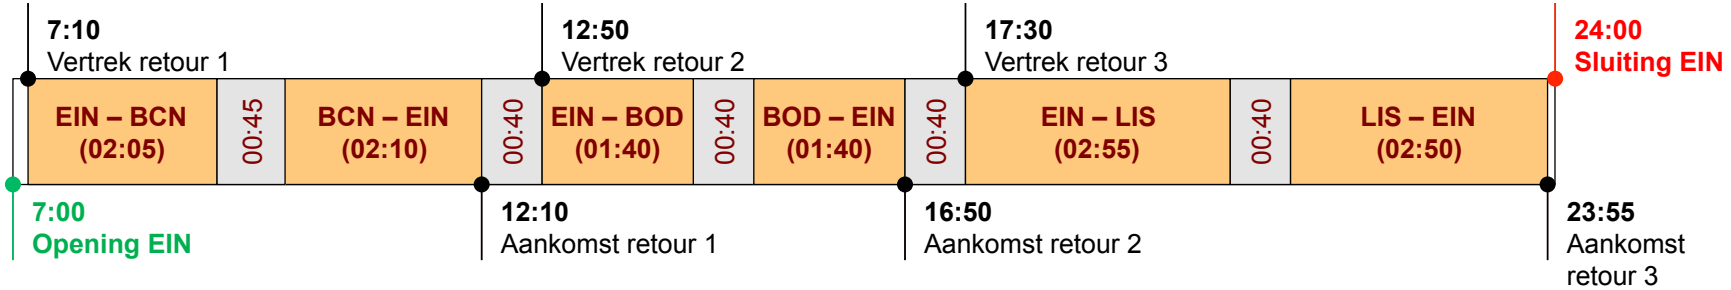 7:10
Vertrek retour 1
12:50
Vertrek retour 2
17:30
Vertrek retour 3
24:00
Sluiting EIN
EIN – BCN
(02:05)
00:45
BCN – EIN
(02:10)
00:40
EIN – BOD
(01:40)
00:40
BOD – EIN
(01:40)
00:40
EIN – LIS
(02:55)
00:40
LIS – EIN
(02:50)
7:00
Opening EIN
12:10
Aankomst retour 1
16:50
Aankomst retour 2
23:55
Aankomst
retour 3